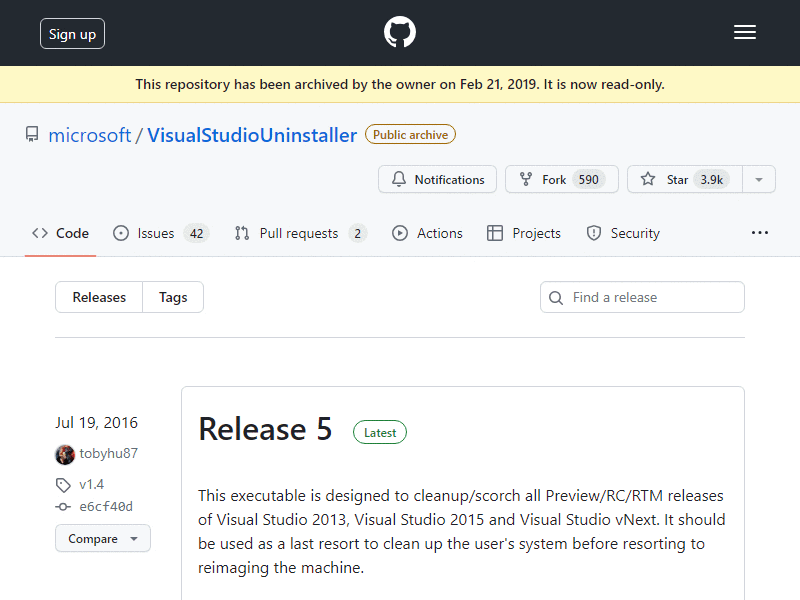 Sign up
This repository has been archived by the owner on Feb 21, 2019. It is now read-only.
microsoft / VisualStudioUninstaller Public archive
Notifications Fork 590 Star 3.9k
Code Issues 42 Pull requests 2 Actions Projects Security
Releases Tags Find a release
Jul 19, 2016
tobyhu87
v1.4
e6cf40d
Compare
Release 5 Latest
This executable is designed to cleanup/scorch all Preview/RC/RTM releases
of Visual Studio 2013, Visual Studio 2015 and Visual Studio vNext. It should
be used as a last resort to clean up the user's system before resorting to
reimaging the machine.